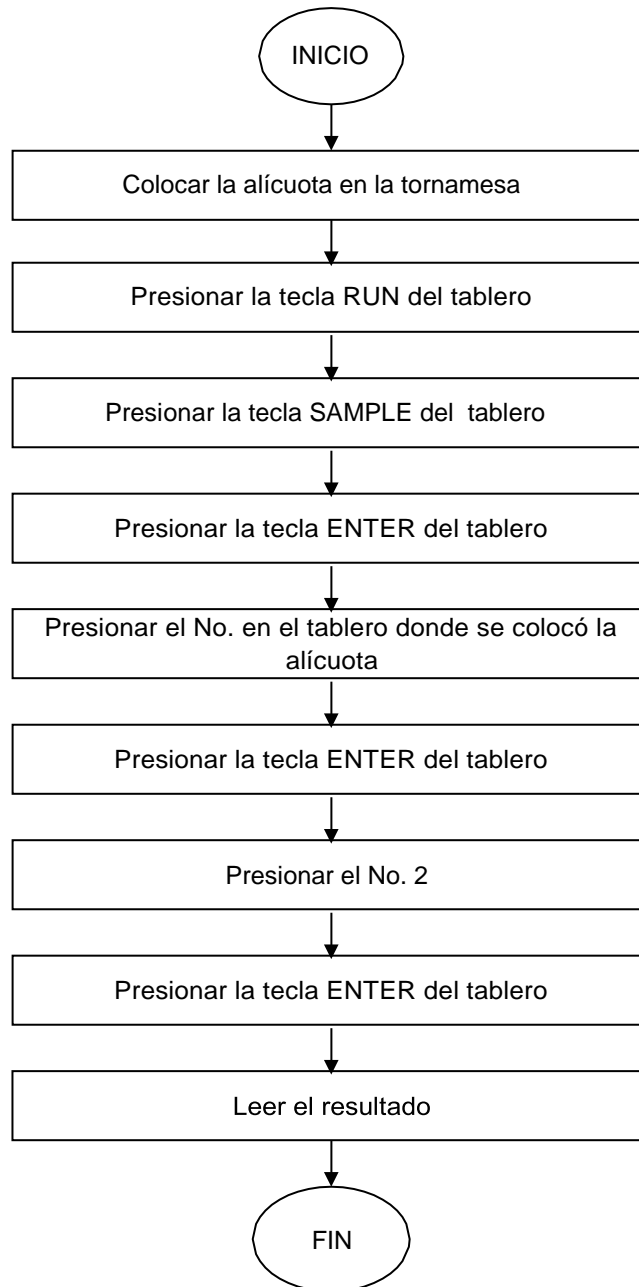 INICIO
Colocar la alícuota en la tornamesa
Presionar la tecla RUN del tablero
Presionar la tecla SAMPLE del tablero
Presionar la tecla ENTER del tablero
Presionar el No. en el tablero donde se colocó la
alícuota
Presionar la tecla ENTER del tablero
Presionar el No. 2
Presionar la tecla ENTER del tablero
Leer el resultado
FIN